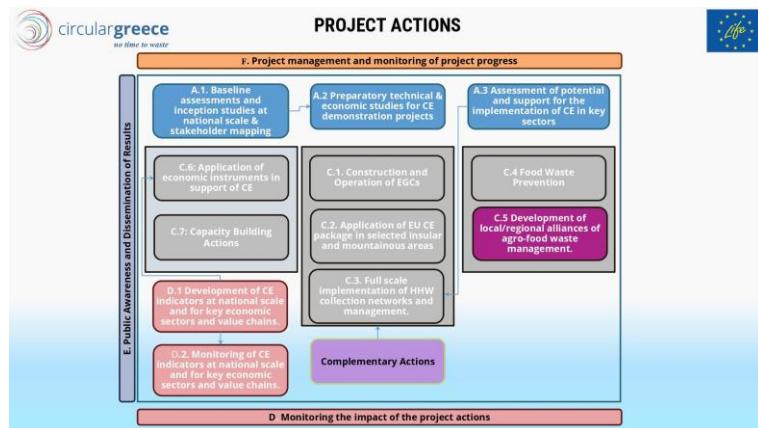 circulargreece
no time to waste
PROJECT ACTIONS
Life
F. Project management and monitoring of project progress
E. Public Awareness and Dissemination of Results
A.1. Baseline
assessments and
inception studies at
national scale &
stakeholder mapping
A.2 Preparatory technical &
economic studies for CE
demonstration projects
A.3 Assessment of potential
and support for the
implementation of CE in key
sectors
C.6: Application of
economic instruments in
support of CE
C.7: Capacity Building
Actions
C.1. Construction and
Operation of EGCs
C.2. Application of EU CE
package in selected insular
and mountainous areas
C.3. Full scale
implementation of HHW
collection networks and
management.
C.4 Food Waste
Prevention
C.5 Development of
local/regional alliances of
agro-food waste
management.
D.1 Development of CE
indicators at national scale
and for key economic
sectors and value chains.
D.2. Monitoring of CE
indicators at national scale
and for key economic
sectors and value chains.
Complementary Actions
D Monitoring the impact of the project actions